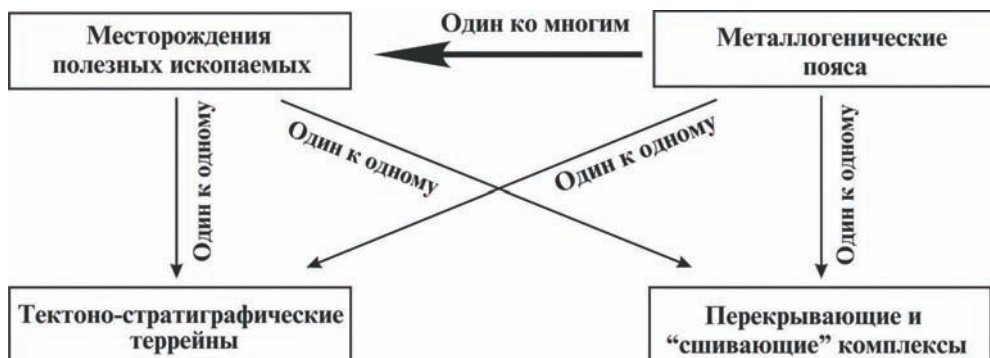 Один ко многим
Месторождения
полезных ископаемых
Металлогенические
пояса
Один к одному
Один к одному
Один к одному
Один к одному
Тектоно-стратиграфические
террейны
Перекрывающие и
“сшивающие” комплексы